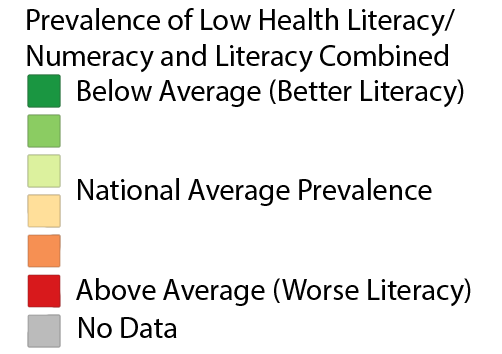 Prevalence of Low Health Literacy/
Numeracy and Literacy Combined
Below Average (Better Literacy)
National Average Prevalence
Above Average (Worse Literacy)
No Data